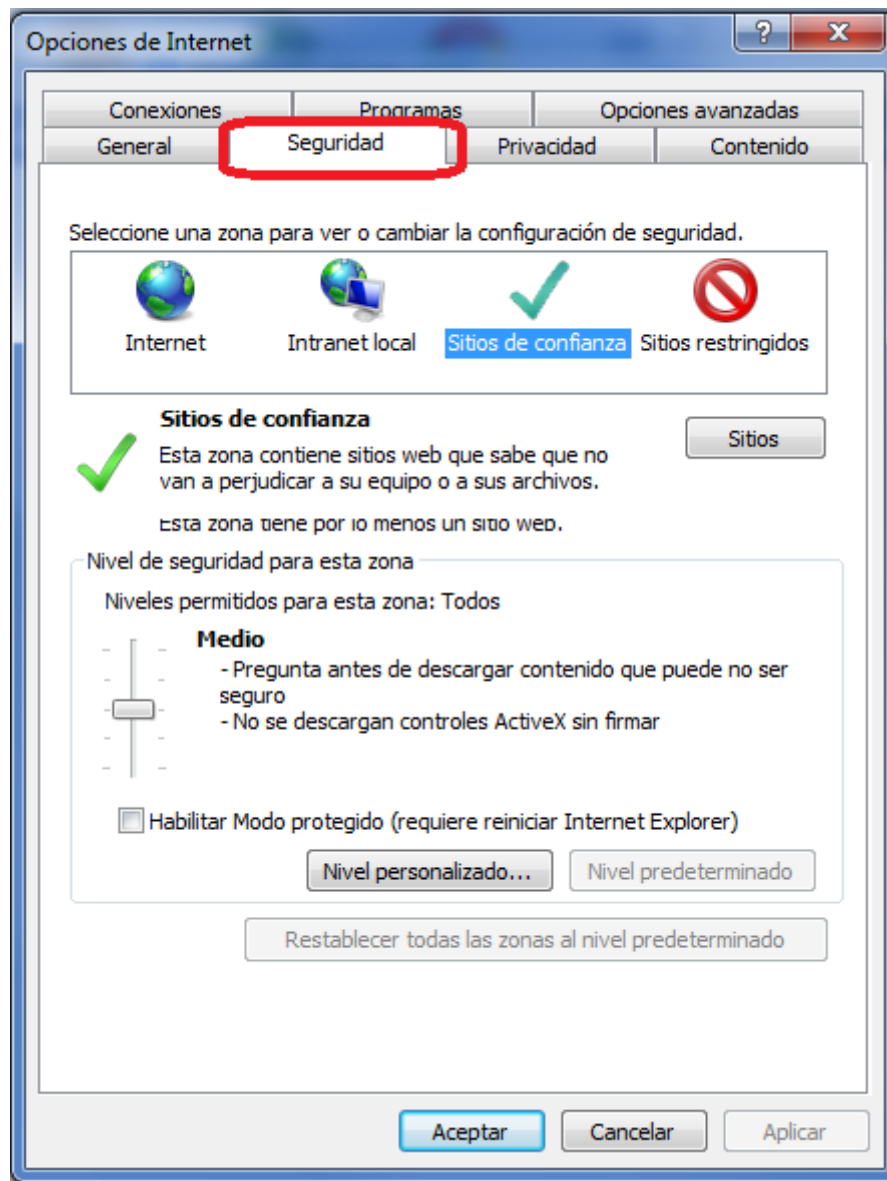 Opciones de Internet
?
X
Conexiones Programas Opciones avanzadas
General Seguridad Privacidad Contenido
Seleccione una zona para ver o cambiar la configuración de seguridad.
Internet Intranet local Sitios de confianza Sitios restringidos
Sitios de confianza
Sitios
Esta zona contiene sitios web que sabe que no
van a perjudicar a su equipo o a sus archivos.
Esta zona tiene por lo menos un sitio web.
Nivel de seguridad para esta zona
Niveles permitidos para esta zona: Todos
Medio
- Pregunta antes de descargar contenido que puede no ser
seguro
- No se descargan controles ActiveX sin firmar
Habilitar Modo protegido (requiere reiniciar Internet Explorer)
Nivel personalizado... Nivel predeterminado
Restablecer todas las zonas al nivel predeterminado
Aceptar Cancelar Aplicar